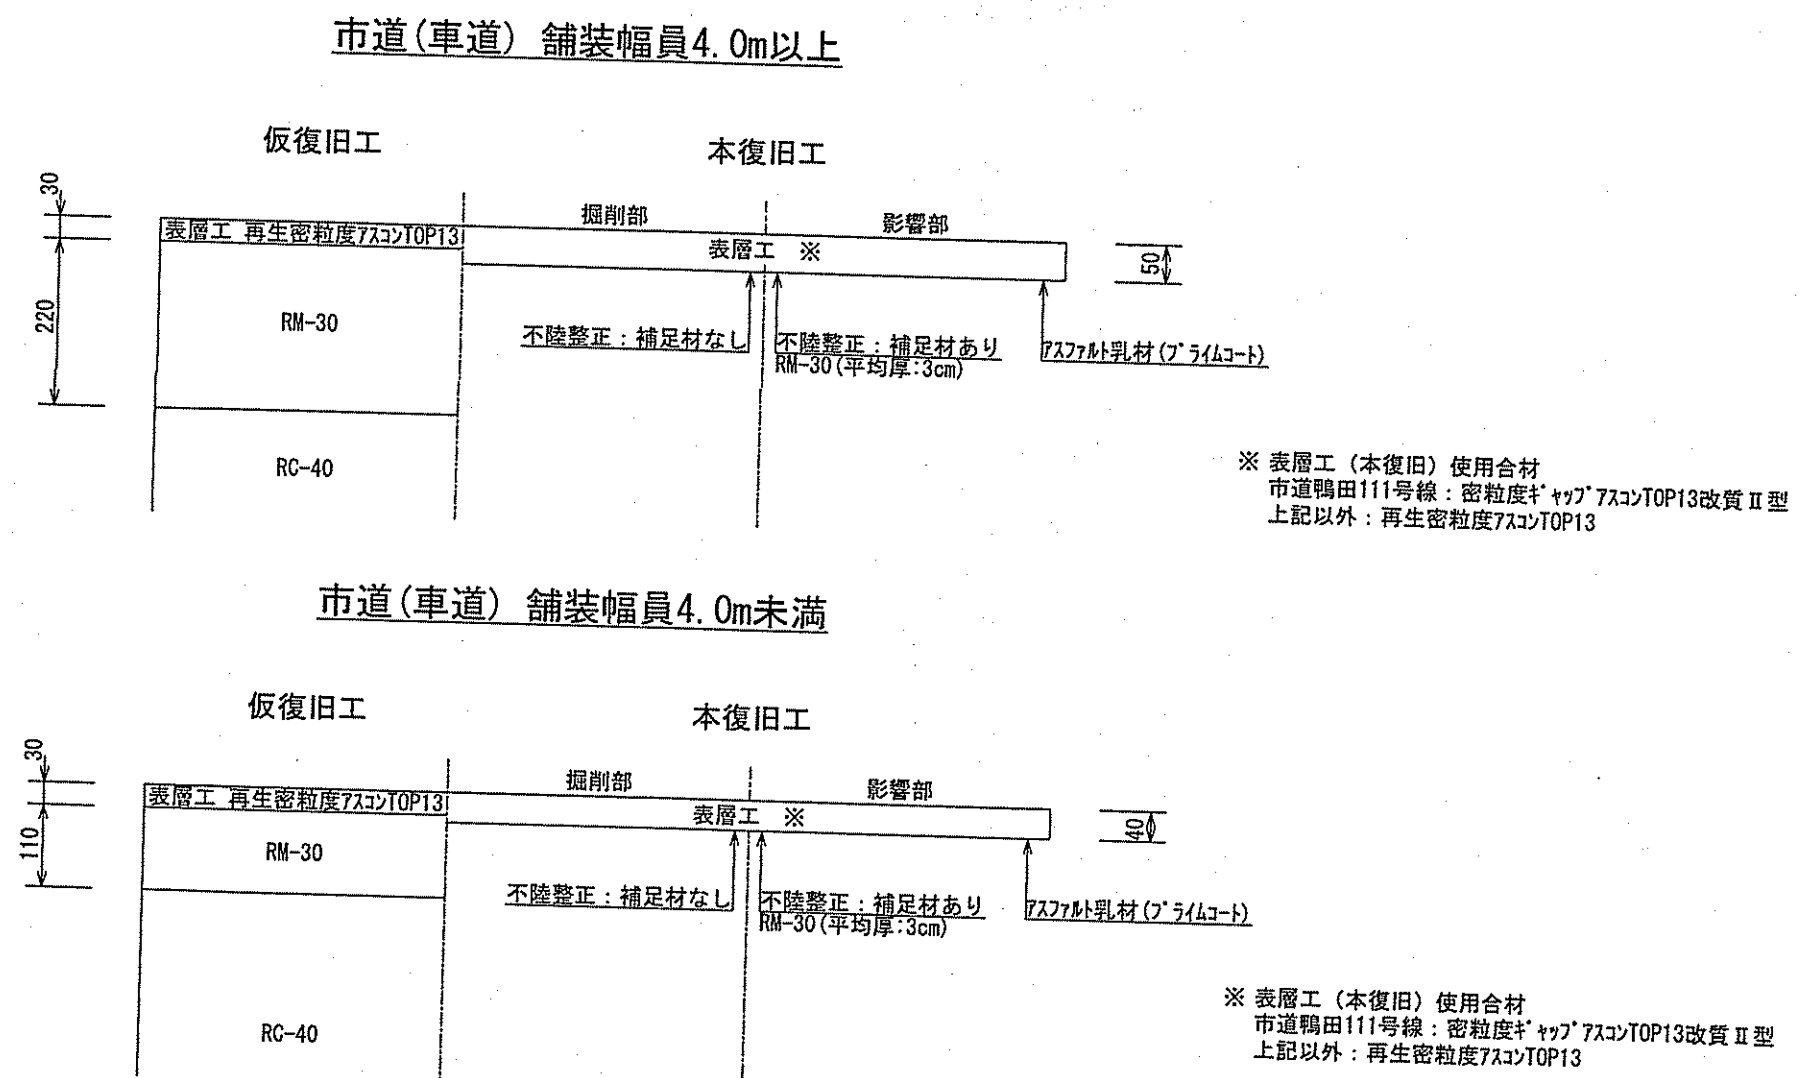 市道(車道) 舗装幅員4.0m以上
仮復旧工
本復旧工
30
掘削部
影響部
表層工 再生密粒度ｱｽｺﾝTOP13
表層工 ※
50
220
RM-30
不陸整正：補足材なし
不陸整正：補足材あり
RM-30(平均厚:3cm)
ｱｽﾌｧﾙﾄ乳材(ﾌﾟﾗｲﾑｺｰﾄ)
RC-40
※ 表層工（本復旧）使用合材
市道鴨田111号線：密粒度ｷﾞｬｯﾌﾟｱｽｺﾝTOP13改質Ⅱ型
上記以外：再生密粒度ｱｽｺﾝTOP13
市道(車道) 舗装幅員4.0m未満
仮復旧工
本復旧工
30
掘削部
影響部
表層工 再生密粒度ｱｽｺﾝTOP13
表層工 ※
40
110
RM-30
不陸整正：補足材なし
不陸整正：補足材あり
RM-30(平均厚:3cm)
ｱｽﾌｧﾙﾄ乳材(ﾌﾟﾗｲﾑｺｰﾄ)
RC-40
※ 表層工（本復旧）使用合材
市道鴨田111号線：密粒度ｷﾞｬｯﾌﾟｱｽｺﾝTOP13改質Ⅱ型
上記以外：再生密粒度ｱｽｺﾝTOP13